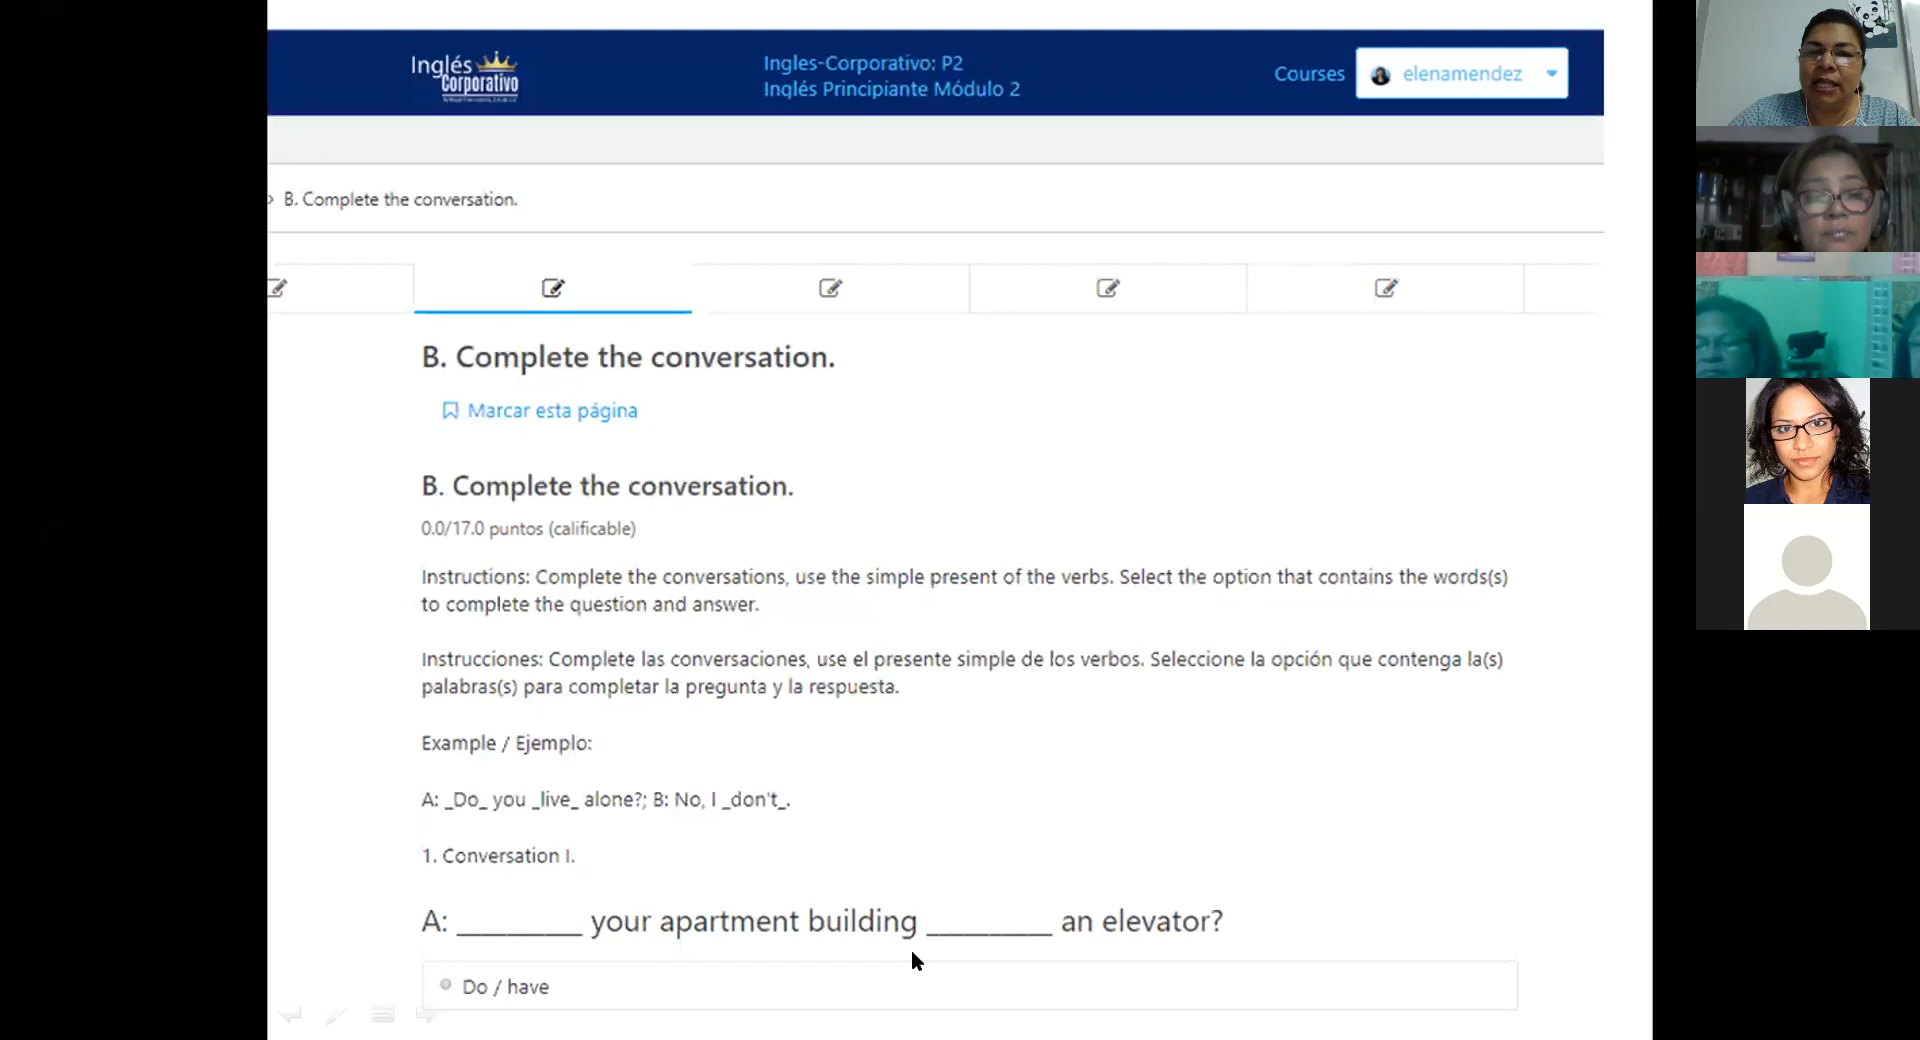 Inglés
Corporativo
Ingles-Corporativo: P2
Inglés Principiante Módulo 2
Courses
elenamendez
B. Complete the conversation.
B. Complete the conversation.
Marcar esta página
B. Complete the conversation.
0.0/17.0 puntos (calificable)
Instructions: Complete the conversations, use the simple present of the verbs. Select the option that contains the words(s)
to complete the question and answer.
Instrucciones: Complete las conversaciones, use el presente simple de los verbos. Seleccione la opción que contenga la(s)
palabras(s) para completar la pregunta y la respuesta.
Example / Ejemplo:
A: _Do_ you _live_ alone?; B: No, I _don't_.
1. Conversation I.
A: _________ your apartment building _________ an elevator?
Do / have